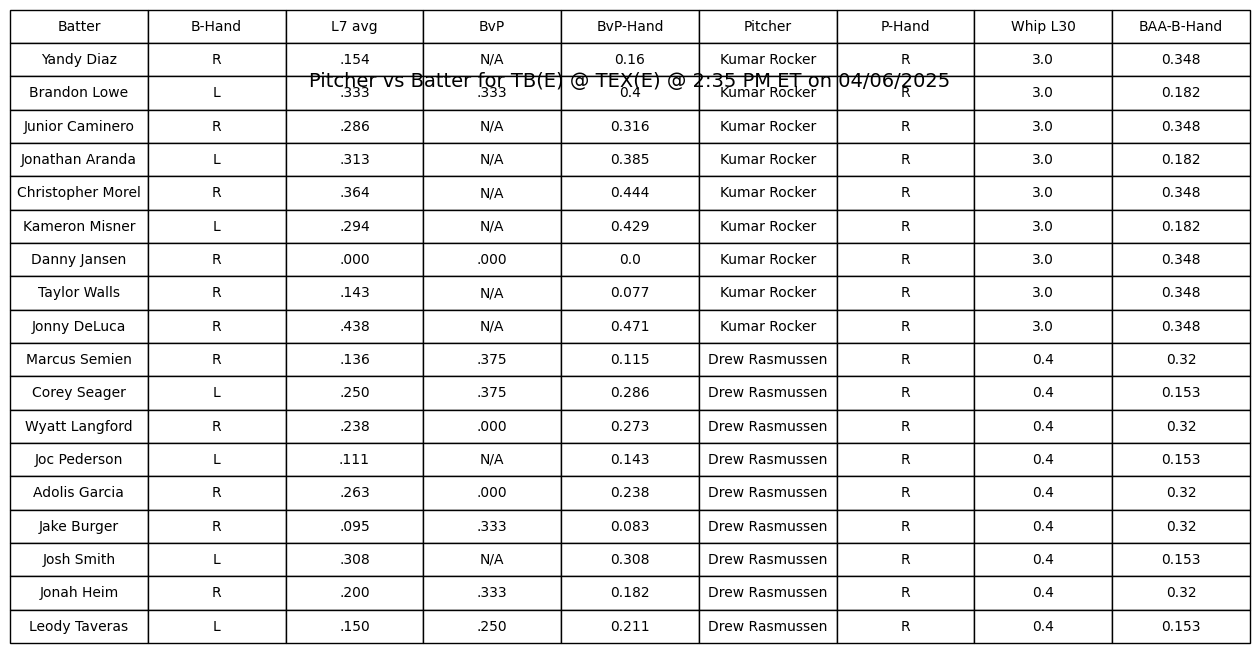 Batter B-Hand L7 avg BvP BvP-Hand Pitcher P-Hand Whip L30 BAA-B-Hand
Yandy Diaz R .154 N/A 0.16 Kumar Rocker R 3.0 0.348
Pitcher vs Batter for TB(E) @ TEX(E) @ 2:35 PM ET on 04/06/2025
Brandon Lowe L .333 .333 0.4 Kumar Rocker R 3.0 0.182
Junior Caminero R .286 N/A 0.316 Kumar Rocker R 3.0 0.348
Jonathan Aranda L .313 N/A 0.385 Kumar Rocker R 3.0 0.182
Christopher Morel R .364 N/A 0.444 Kumar Rocker R 3.0 0.348
Kameron Misner L .294 N/A 0.429 Kumar Rocker R 3.0 0.182
Danny Jansen R .000 .000 0.0 Kumar Rocker R 3.0 0.348
Taylor Walls R .143 N/A 0.077 Kumar Rocker R 3.0 0.348
Jonny DeLuca R .438 N/A 0.471 Kumar Rocker R 3.0 0.348
Marcus Semien R .136 .375 0.115 Drew Rasmussen R 0.4 0.32
Corey Seager L .250 .375 0.286 Drew Rasmussen R 0.4 0.153
Wyatt Langford R .238 .000 0.273 Drew Rasmussen R 0.4 0.32
Joc Pederson L .111 N/A 0.143 Drew Rasmussen R 0.4 0.153
Adolis Garcia R .263 .000 0.238 Drew Rasmussen R 0.4 0.32
Jake Burger R .095 .333 0.083 Drew Rasmussen R 0.4 0.32
Josh Smith L .308 N/A 0.308 Drew Rasmussen R 0.4 0.153
Jonah Heim R .200 .333 0.182 Drew Rasmussen R 0.4 0.32
Leody Taveras L .150 .250 0.211 Drew Rasmussen R 0.4 0.153